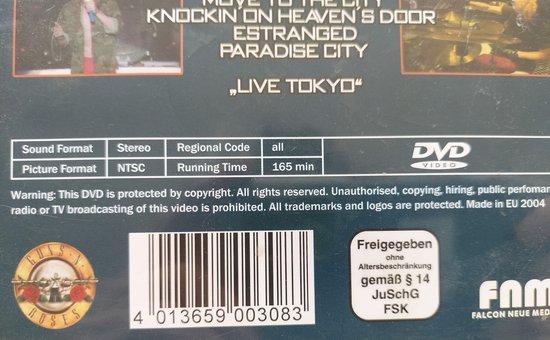 MOVE TO THE CITY
KNOCKIN'ON HEAVEN'S DOOR
ESTRANGED
PARADISE CITY
„LIVE TOKYO“
Sound Format Stereo Regional Code all
Picture Format NTSC Running Time 165 min
DVD
VIDEO
Warning: This DVD is protected by copyright. All rights reserved. Unauthorised, copying, hiring, public perfoma
radio or TV broadcasting of this video is prohibited. All trademarks and logos are protected. Made in EU 2004
GUNS N
ROSES
4 013659 003083
Freigegeben
ohne
Altersbeschränkung
gemäß § 14
JuSchG
FSK
FNM
FALCON NEUE MED